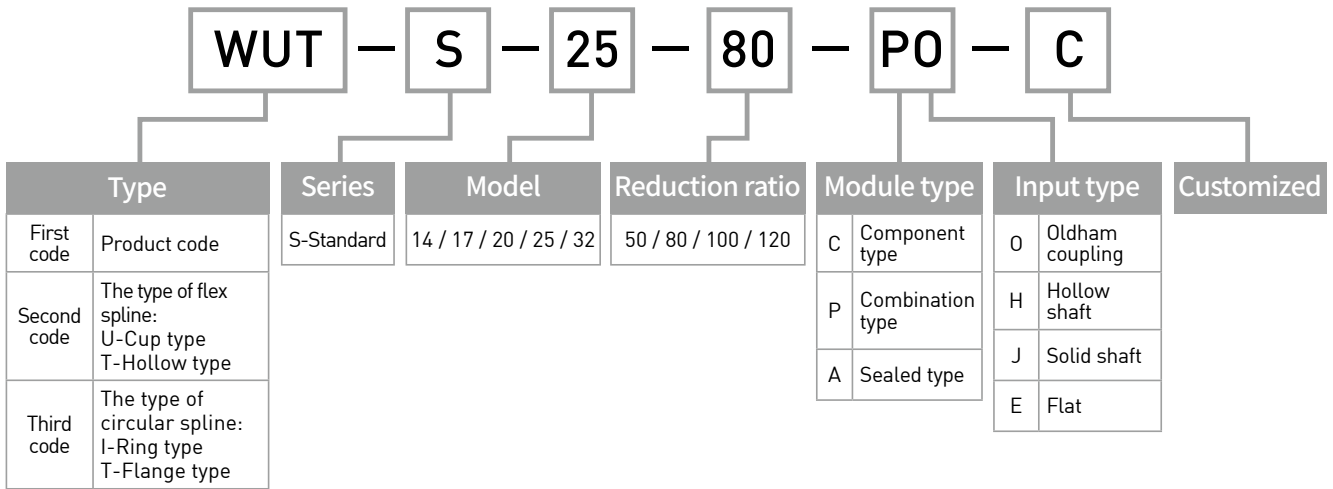 WUT — S — 25 — 80 — PO — C
Type
First
code
Product code
Second
code
The type of flex
spline:
U-Cup type
T-Hollow type
Third
code
The type of
circular spline:
I-Ring type
T-Flange type
Series
S-Standard
Model
14 / 17 / 20 / 25 / 32
Reduction ratio
50 / 80 / 100 / 120
Module type
C
Component
type
P
Combination
type
A
Sealed type
Input type
O
Oldham
coupling
H
Hollow
shaft
J
Solid shaft
E
Flat
Customized